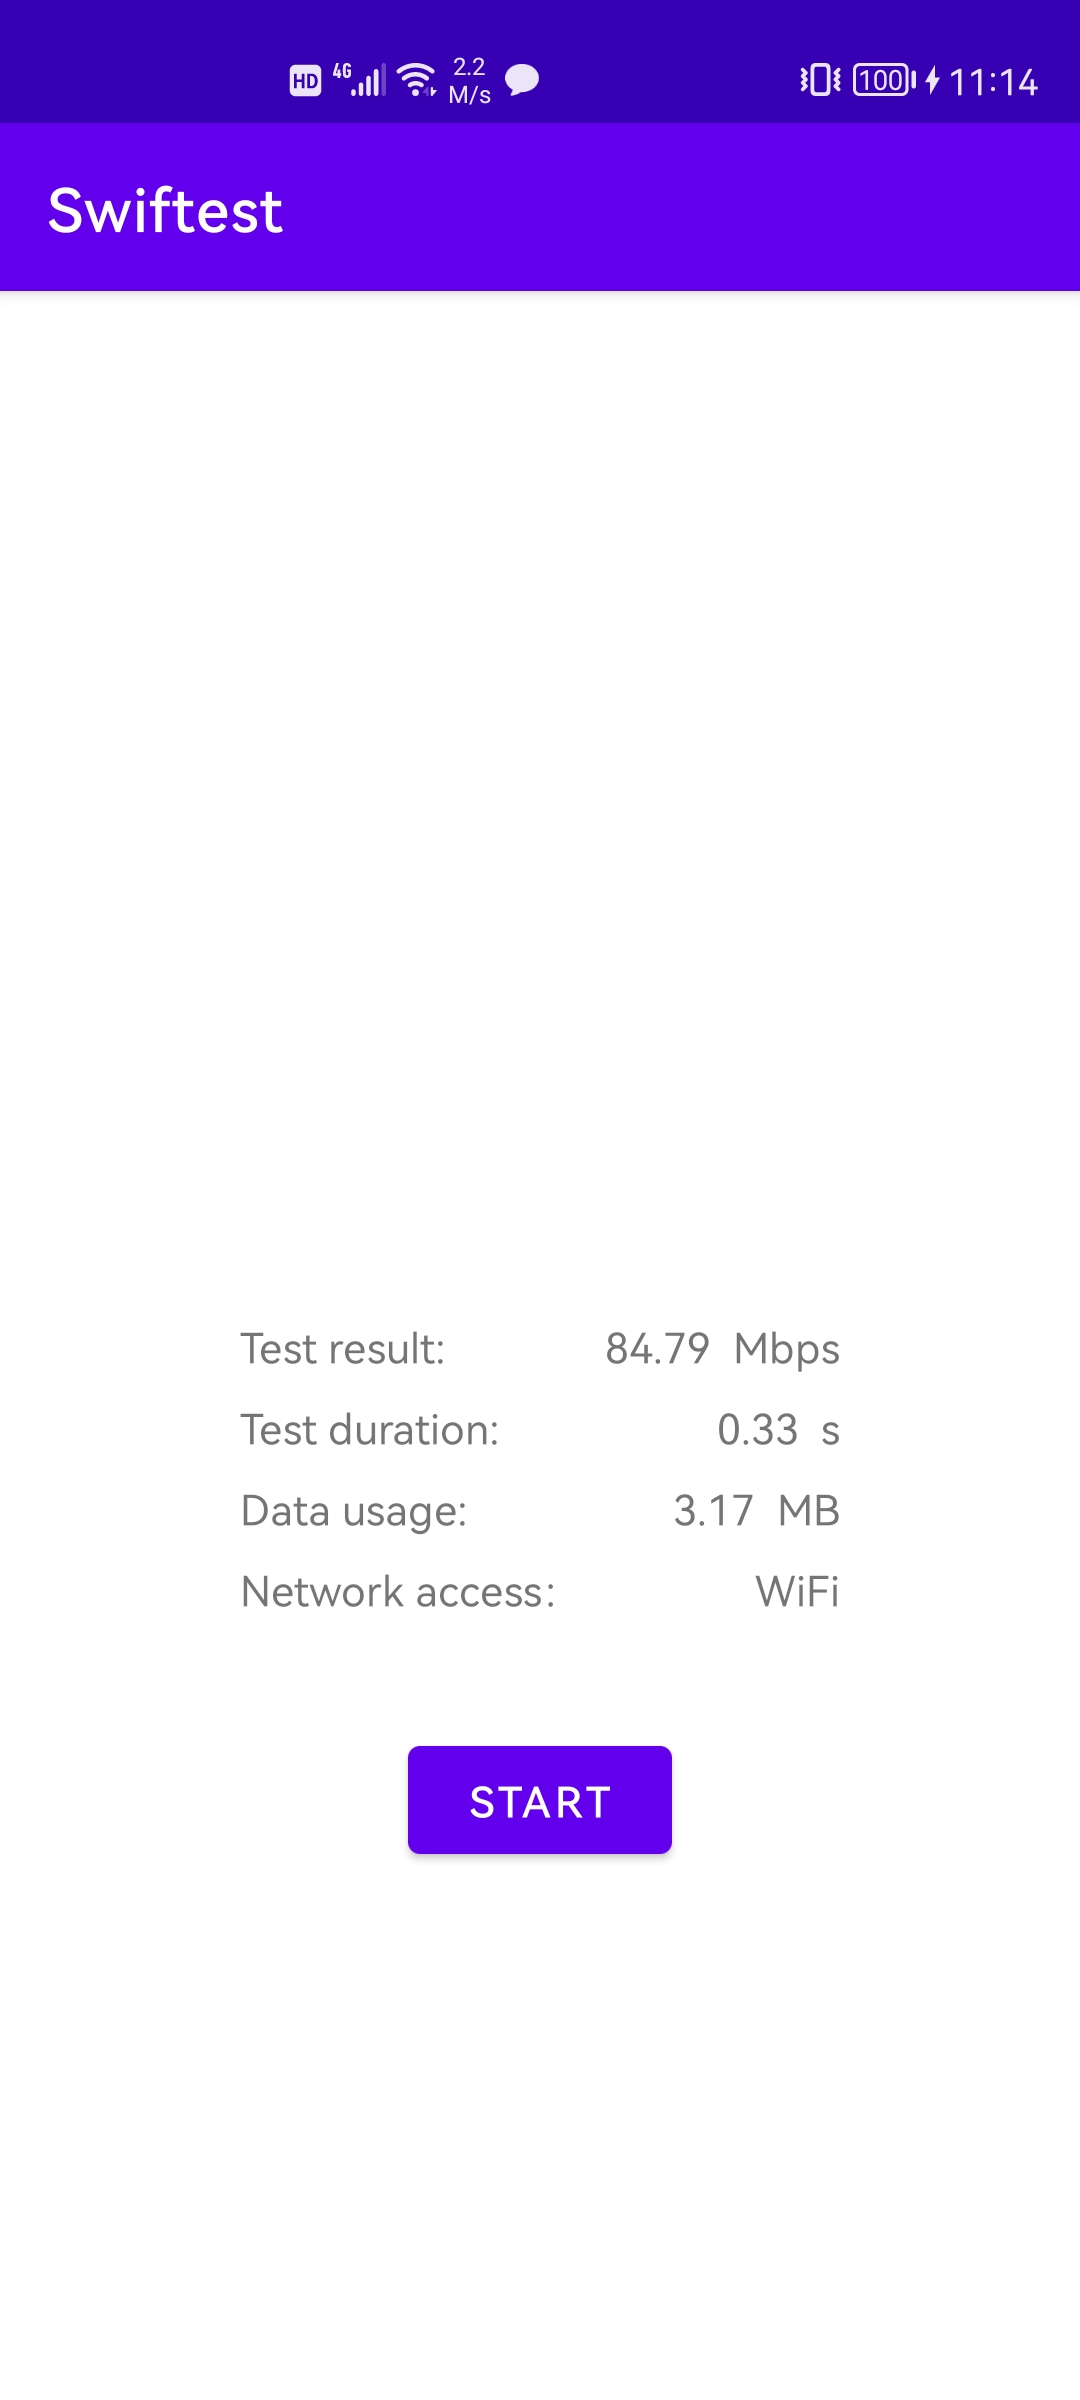 HD 4G 2.2 M/s 100 11:14
Swiftest
Test result: 84.79 Mbps
Test duration: 0.33 s
Data usage: 3.17 MB
Network access: WiFi
START